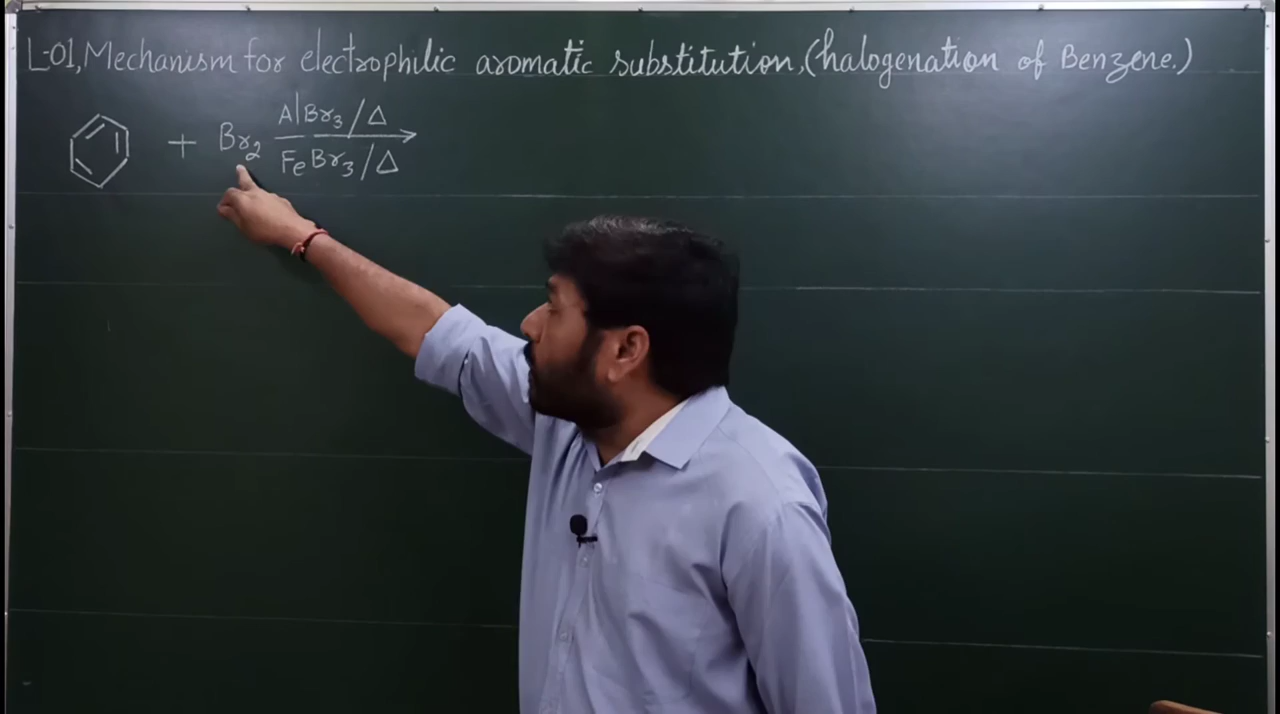 L-01, Mechanism for electrophilic aromatic substitution, (halogenation of Benzene.)
AlBr3/Δ
+ Br2
FeBr3/Δ